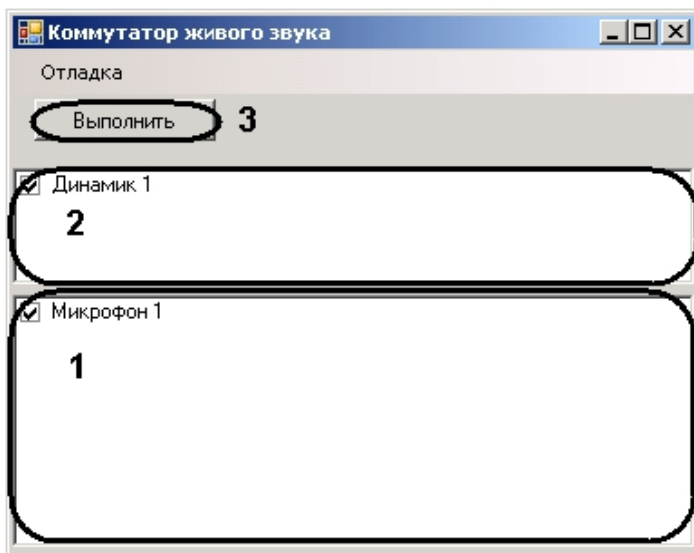 Коммутатор живого звука
Отладка
Выполнить 3
Динамик 1
2
Микрофон 1
1